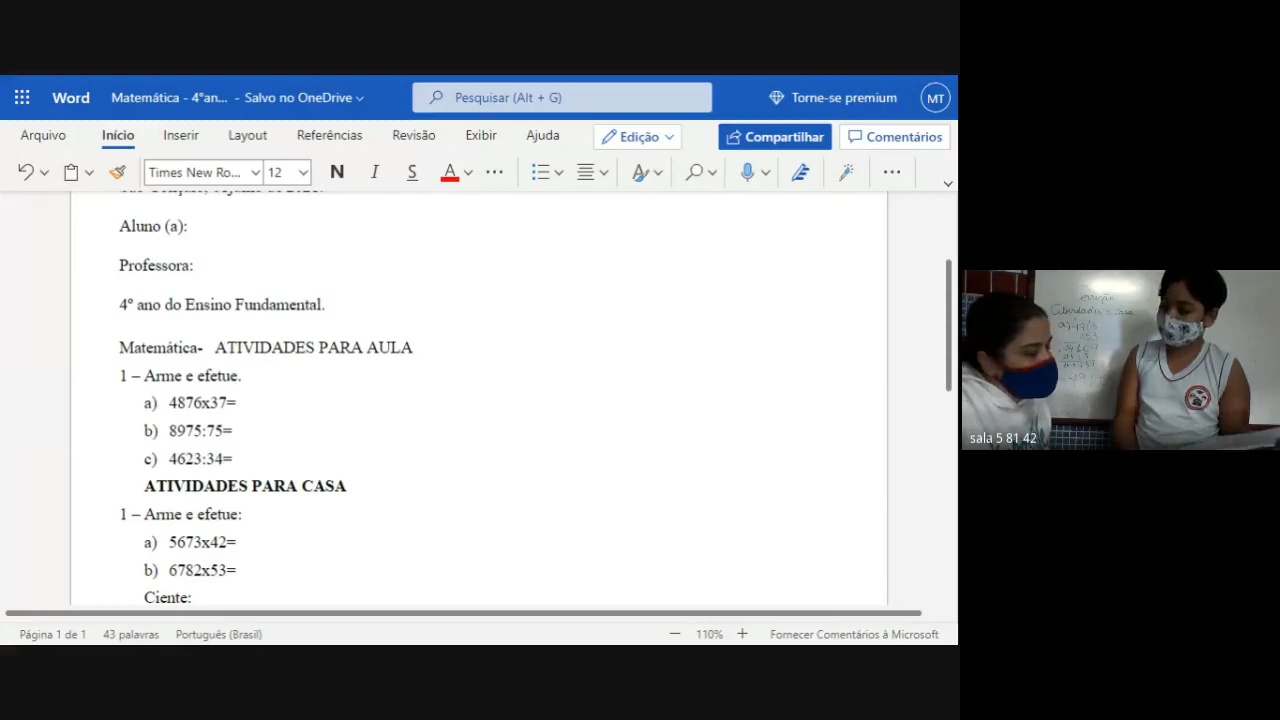 Word
Matemática - 4°an... - Salvo no OneDrive
Pesquisar (Alt + G)
Torne-se premium
MT
Arquivo
Início
Inserir
Layout
Referências
Revisão
Exibir
Ajuda
Edição
Compartilhar
Comentários
Times New Ro...
12
N
I
S
A
Aluno (a):
Professora:
4º ano do Ensino Fundamental.
Matemática- ATIVIDADES PARA AULA
1 – Arme e efetue.
a) 4876x37=
b) 8975:75=
c) 4623:34=
ATIVIDADES PARA CASA
1 – Arme e efetue:
a) 5673x42=
b) 6782x53=
Ciente:
Página 1 de 1
43 palavras
Português (Brasil)
110%
Fornecer Comentários à Microsoft
sala 5 81 42